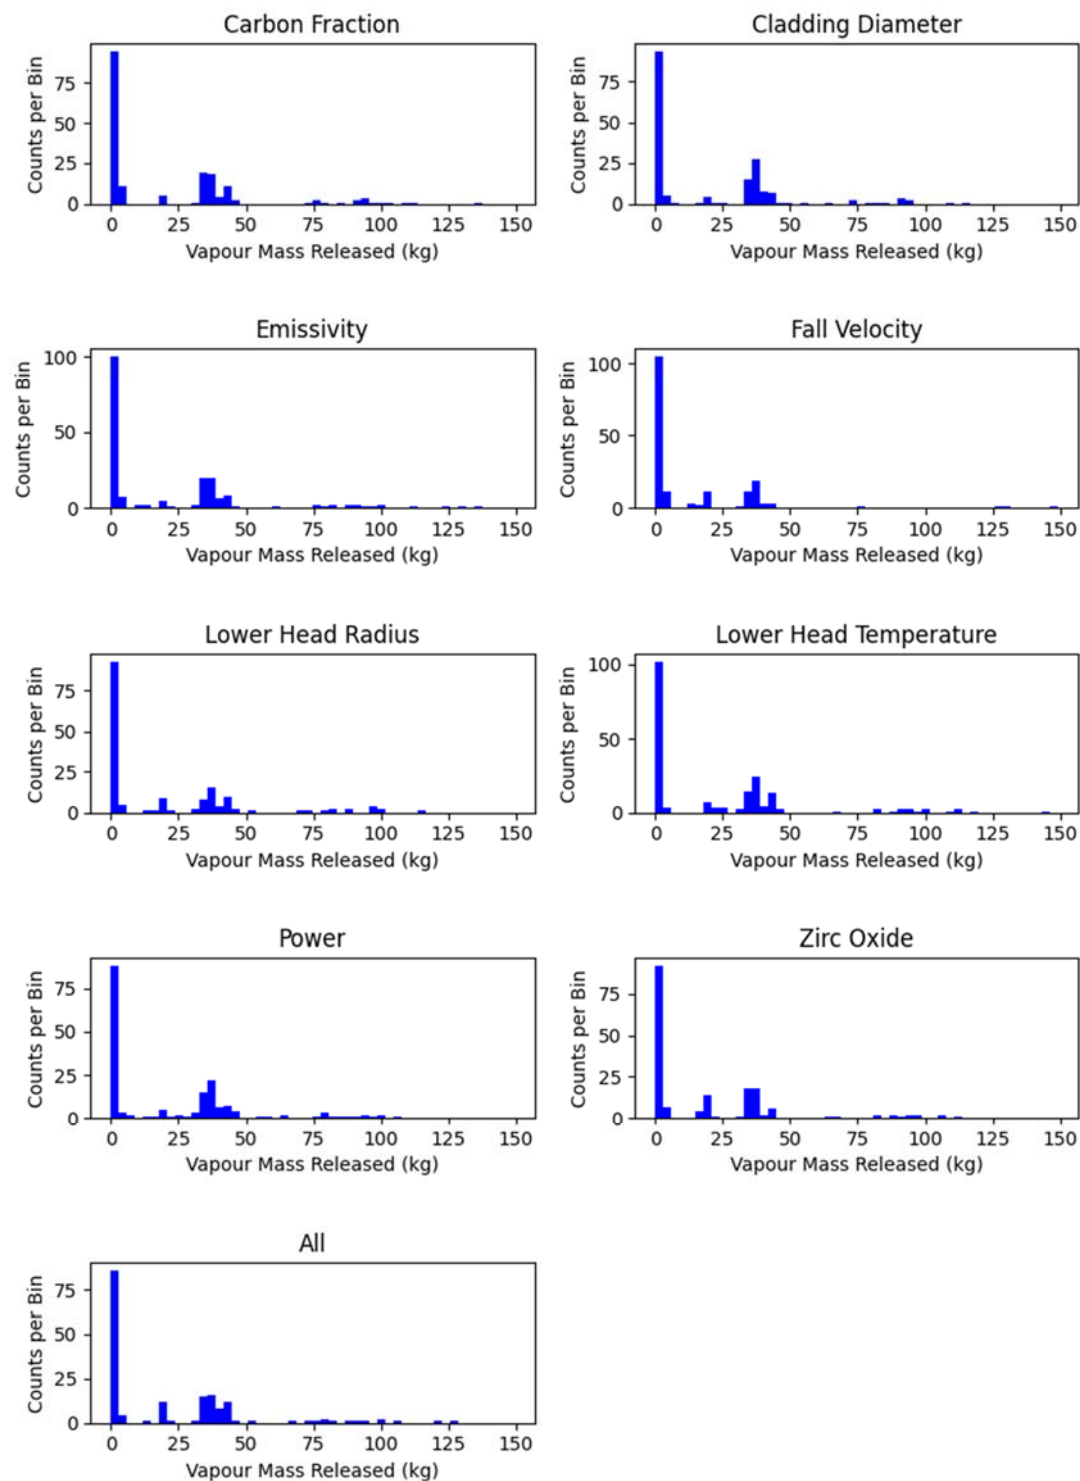 Carbon Fraction
Counts per Bin
75
50
25
0
0 25 50 75 100 125 150
Vapour Mass Released (kg)
Cladding Diameter
Counts per Bin
75
50
25
0
0 25 50 75 100 125 150
Vapour Mass Released (kg)
Emissivity
Counts per Bin
100
50
0
0 25 50 75 100 125 150
Vapour Mass Released (kg)
Fall Velocity
Counts per Bin
100
50
0
0 25 50 75 100 125 150
Vapour Mass Released (kg)
Lower Head Radius
Counts per Bin
75
50
25
0
0 25 50 75 100 125 150
Vapour Mass Released (kg)
Lower Head Temperature
Counts per Bin
100
50
0
0 25 50 75 100 125 150
Vapour Mass Released (kg)
Power
Counts per Bin
75
50
25
0
0 25 50 75 100 125 150
Vapour Mass Released (kg)
Zirc Oxide
Counts per Bin
75
50
25
0
0 25 50 75 100 125 150
Vapour Mass Released (kg)
All
Counts per Bin
75
50
25
0
0 25 50 75 100 125 150
Vapour Mass Released (kg)